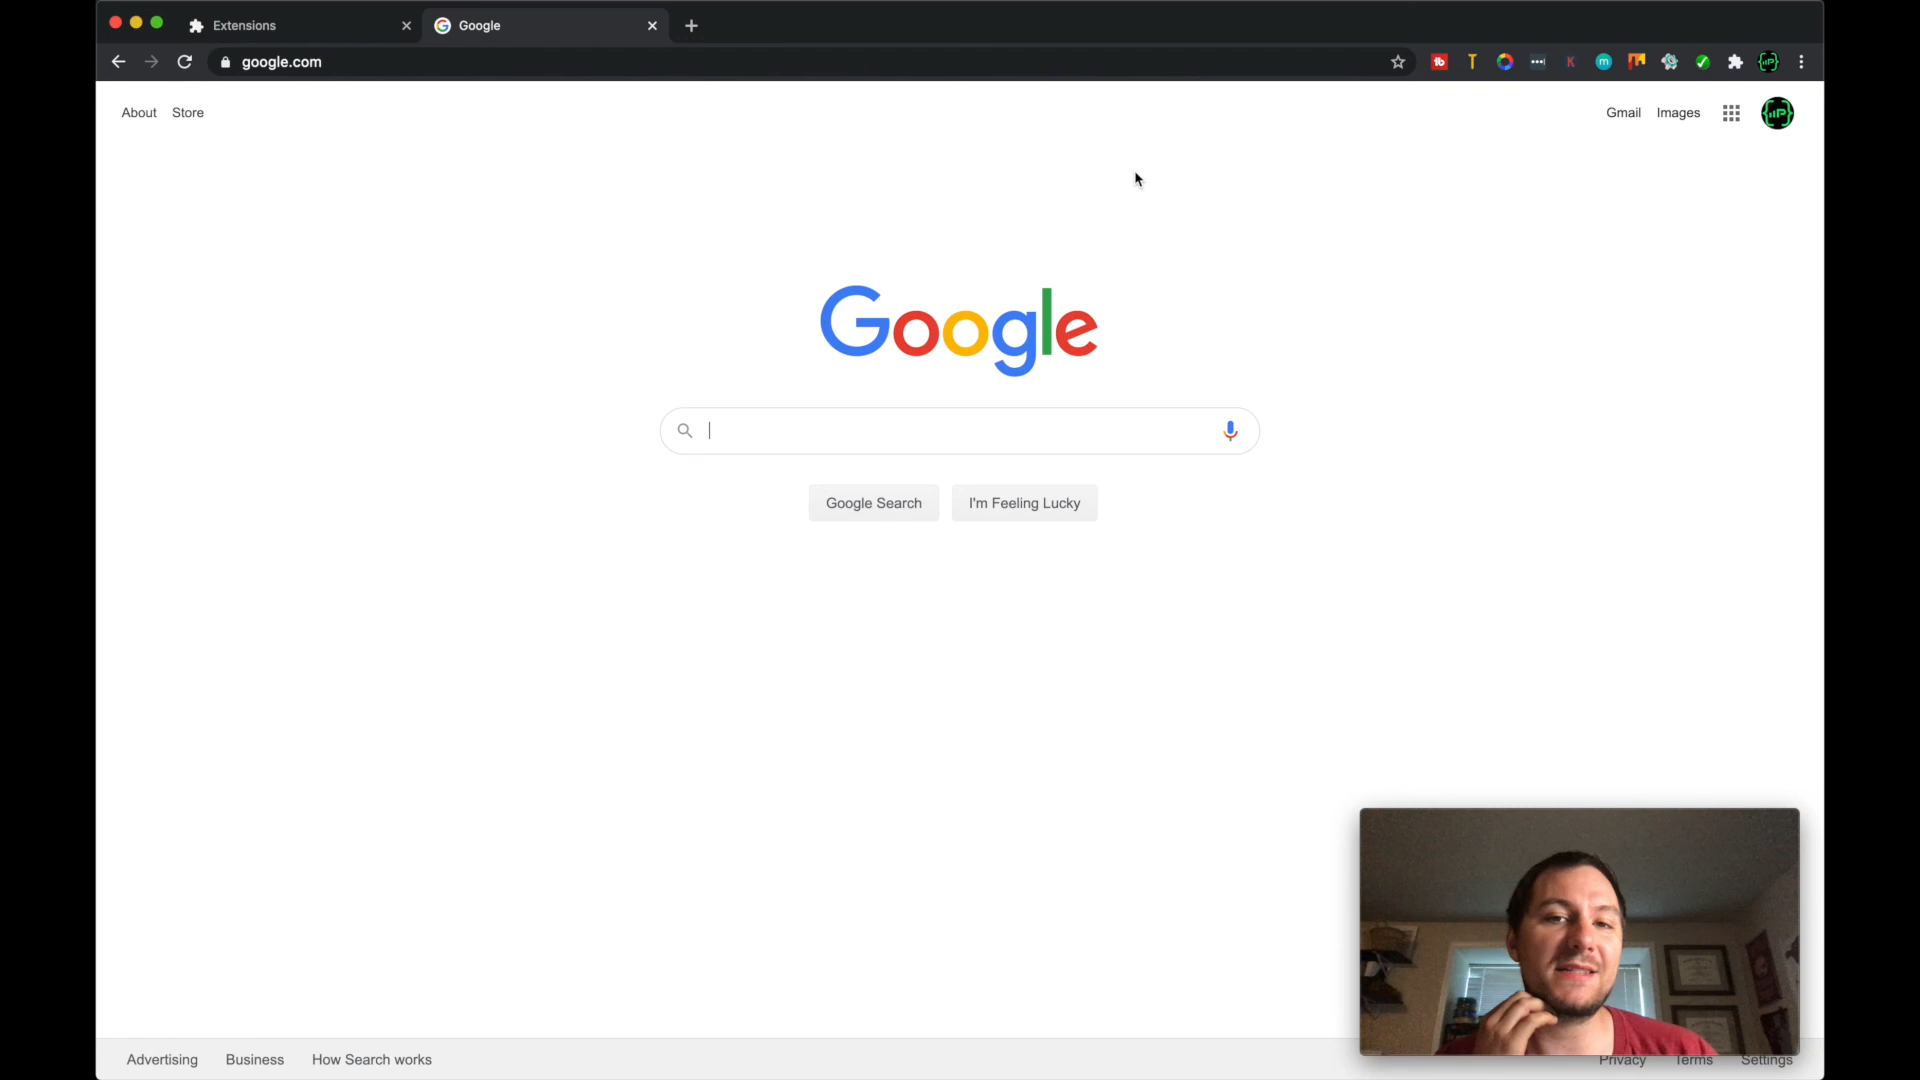 Extensions
Google
google.com
About Store
Gmail Images
Google
Google Search
I'm Feeling Lucky
Advertising Business How Search works
Privacy Terms Settings